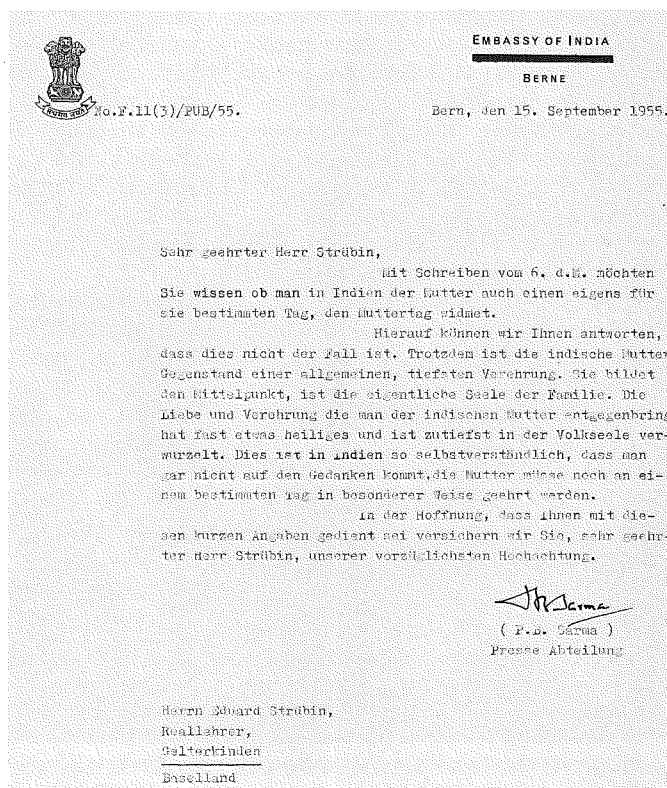 EMBASSY OF INDIA
BERNE
सत्यमेव जयते
No.F.11(3)/PUB/55.
Bern, den 15. September 1955.
Sehr geehrter Herr Strübin,
mit Schreiben vom 6. d.M. möchten
Sie wissen ob man in Indien der Mutter auch einen eigens für
sie bestimmten Tag, den Muttertag widmet.
Hierauf können wir Ihnen antworten,
dass dies nicht der Fall ist. Trotzdem ist die indische Mutter
Gegenstand einer allgemeinen, tiefsten Verehrung. Sie bildet
den Mittelpunkt, ist die eigentliche Seele der Familie. Die
Liebe und Verehrung die man der indischen Mutter entgegenbring
hat fast etwas heiliges und ist zutiefst in der Volkseele ver-
wurzelt. Dies ist in Indien so selbstverständlich, dass man
gar nicht auf den Gedanken kommt,die Mutter müsse noch an ei-
nem bestimmten Tag in besonderer Weise geehrt werden.
In der Hoffnung, dass Ihnen mit die-
sen kurzen Angaben gedient sei versichern wir Sie, sehr geehr-
ter Herr Strübin, unserer vorzüglichsten Hochachtung.
Sarma
( P.D. Sarma )
Presse Abteilung
Herrn Eduard Strübin,
Reallehrer,
Gelterkinden
Baselland